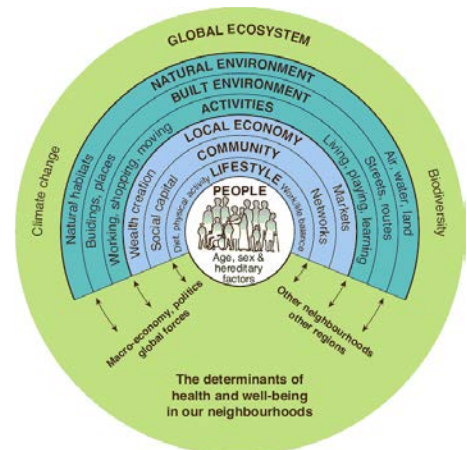 GLOBAL ECOSYSTEM
NATURAL ENVIRONMENT
BUILT ENVIRONMENT
ACTIVITIES
LOCAL ECONOMY
COMMUNITY
LIFESTYLE
PEOPLE
Age, sex &
hereditary
factors
Climate change
Natural habitats
Buidings, places
Working, shopping, moving
Wealth creation
Social capital
Diet, physical activity
Work/life balance
Networks
Markets
Living, playing, learning
Streets, routes
Air, water, land
Biodiversity
Macro-economy, politics
global forces
Other neighbourhoods
other regions
The determinants of
health and well-being
in our neighbourhoods